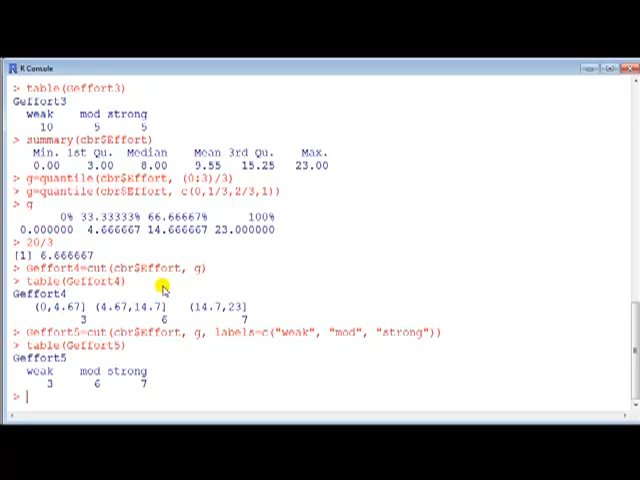 R Console
> table(Geffort3)
Geffort3
weak mod strong
10 5 5
> summary(cbr$Effort)
Min. 1st Qu. Median Mean 3rd Qu. Max.
0.00 3.00 8.00 9.55 15.25 23.00
> g=quantile(cbr$Effort, (0:3)/3)
> g=quantile(cbr$Effort, c(0,1/3,2/3,1))
> g
0% 33.33333% 66.66667% 100%
0.000000 4.666667 14.666667 23.000000
> 20/3
[1] 6.666667
> Geffort4=cut(cbr$Effort, g)
> table(Geffort4)
Geffort4
(0,4.67] (4.67,14.7] (14.7,23]
3 6 7
> Geffort5=cut(cbr$Effort, g, labels=c("weak", "mod", "strong"))
> table(Geffort5)
Geffort5
weak mod strong
3 6 7
>